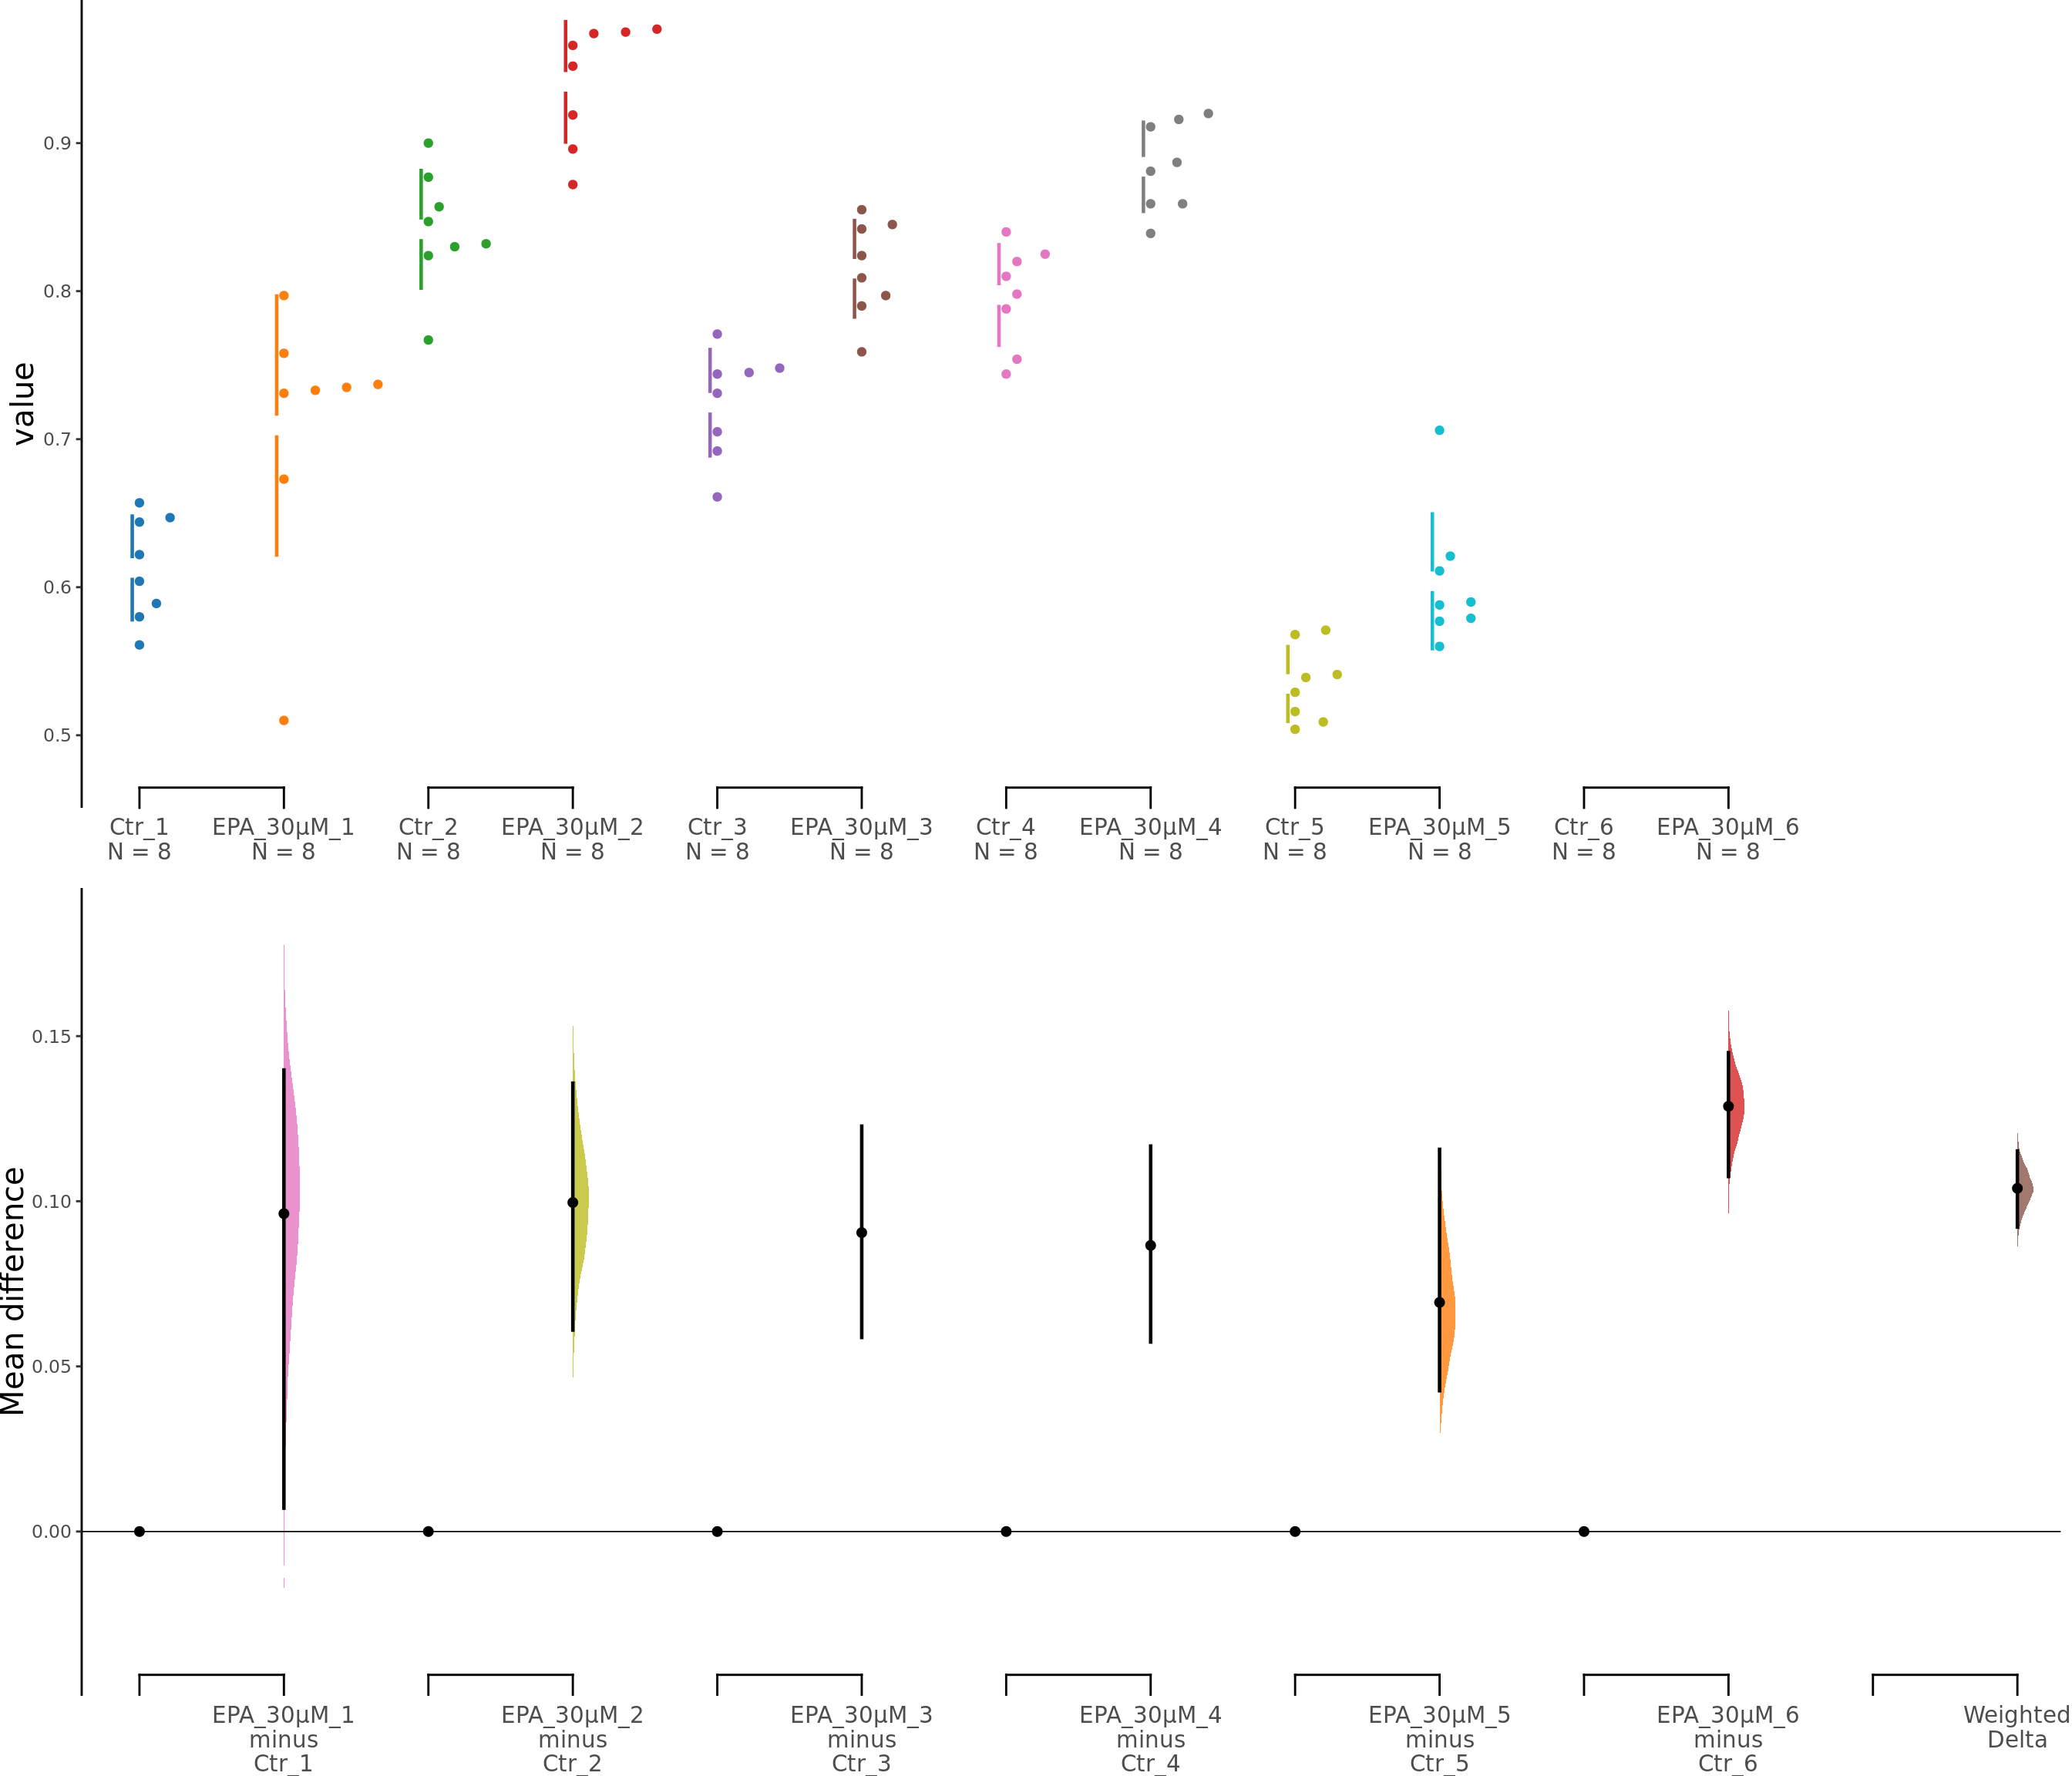 value
0.9
0.8
0.7
0.6
0.5
Ctr_1 EPA_30µM_1 Ctr_2 EPA_30µM_2 Ctr_3 EPA_30µM_3 Ctr_4 EPA_30µM_4 Ctr_5 EPA_30µM_5 Ctr_6 EPA_30µM_6
N = 8 N = 8 N = 8 N = 8 N = 8 N = 8 N = 8 N = 8 N = 8 N = 8 N = 8 N = 8
Mean difference
0.15
0.10
0.05
0.00
EPA_30µM_1 EPA_30µM_2 EPA_30µM_3 EPA_30µM_4 EPA_30µM_5 EPA_30µM_6 Weighted
minus minus minus minus minus minus Delta
Ctr_1 Ctr_2 Ctr_3 Ctr_4 Ctr_5 Ctr_6